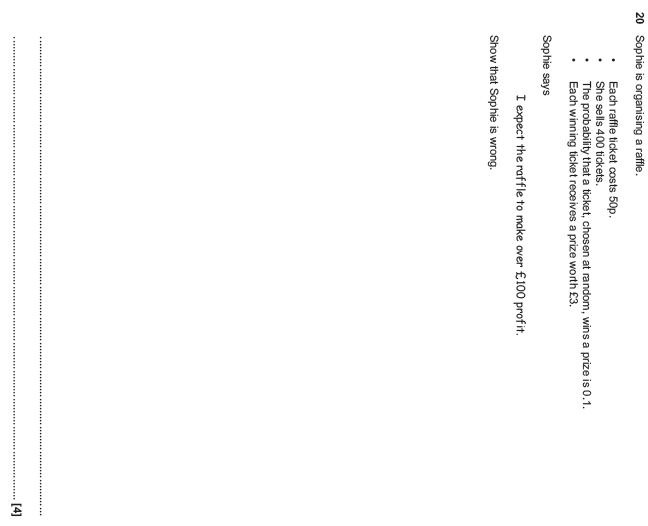 20 Sophie is organising a raffle.
• Each raffle ticket costs 50p.
• She sells 400 tickets.
• The probability that a ticket, chosen at random, wins a prize is 0.1.
• Each winning ticket receives a prize worth £3.
Sophie says
I expect the raffle to make over £100 profit.
Show that Sophie is wrong.
................................................................................................................
........................................................................................................ [4]